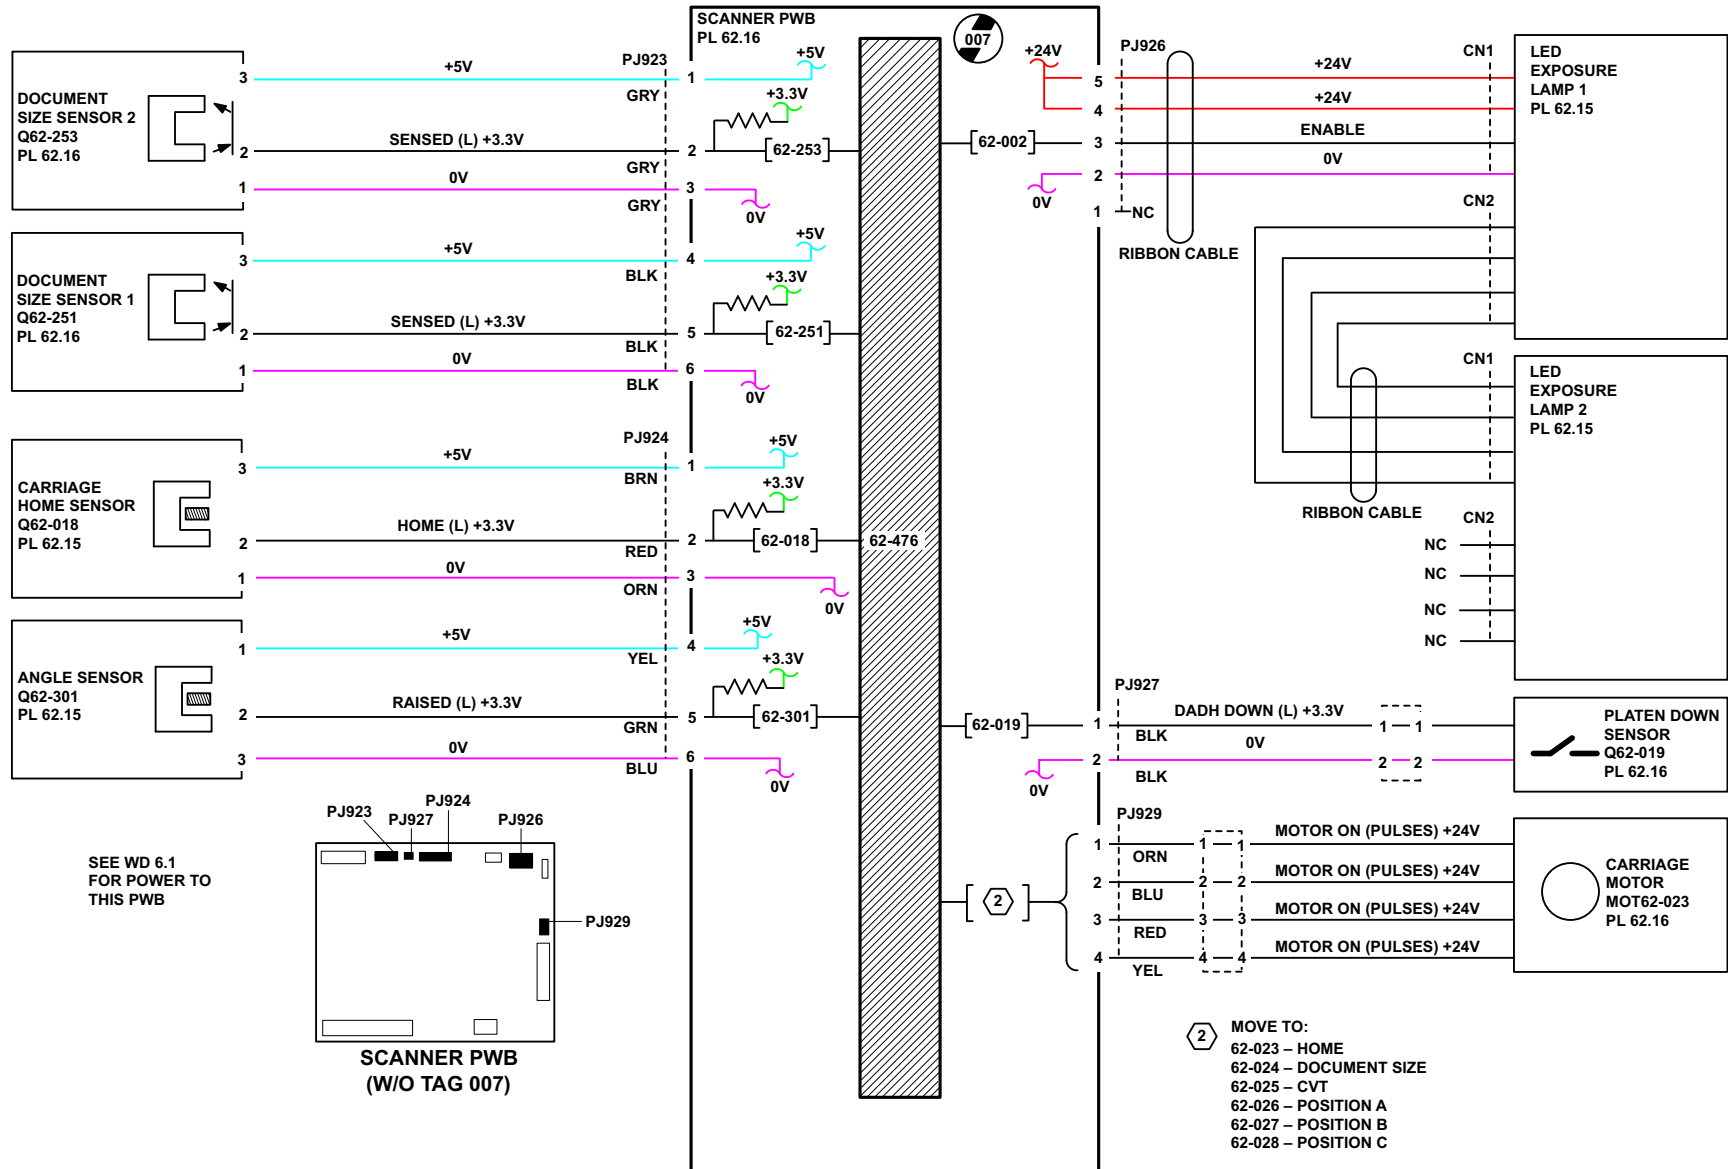 SCANNER PWB
PL 62.16
007
DOCUMENT
SIZE SENSOR 2
Q62-253
PL 62.16
3
+5V
PJ923
1
+5V
GRY
2
SENSED (L) +3.3V
2
+3.3V
[62-253]
GRY
1
0V
3
0V
GRY
DOCUMENT
SIZE SENSOR 1
Q62-251
PL 62.16
3
+5V
4
+5V
BLK
2
SENSED (L) +3.3V
5
+3.3V
[62-251]
BLK
1
0V
6
0V
BLK
CARRIAGE
HOME SENSOR
Q62-018
PL 62.15
3
+5V
PJ924
1
+5V
BRN
2
HOME (L) +3.3V
2
+3.3V
[62-018]
62-476
RED
1
0V
3
0V
ORN
ANGLE SENSOR
Q62-301
PL 62.15
1
+5V
4
+5V
YEL
2
RAISED (L) +3.3V
5
+3.3V
[62-301]
GRN
3
0V
6
0V
BLU
+24V
PJ926
CN1
5
+24V
4
+24V
[62-002]
3
ENABLE
0V
2
0V
1
NC
RIBBON CABLE
CN2
LED
EXPOSURE
LAMP 1
PL 62.15
CN1
LED
EXPOSURE
LAMP 2
PL 62.15
RIBBON CABLE
CN2
NC
NC
NC
NC
PJ927
[62-019]
1
DADH DOWN (L) +3.3V
1
1
BLK
0V
2
0V
2
2
BLK
PLATEN DOWN
SENSOR
Q62-019
PL 62.16
PJ929
[2]
1
1
1
MOTOR ON (PULSES) +24V
ORN
2
2
2
MOTOR ON (PULSES) +24V
BLU
3
3
3
MOTOR ON (PULSES) +24V
RED
4
4
4
MOTOR ON (PULSES) +24V
YEL
CARRIAGE
MOTOR
MOT62-023
PL 62.16
SEE WD 6.1
FOR POWER TO
THIS PWB
PJ923
PJ927
PJ924
PJ926
PJ929
SCANNER PWB
(W/O TAG 007)
2
MOVE TO:
62-023 – HOME
62-024 – DOCUMENT SIZE
62-025 – CVT
62-026 – POSITION A
62-027 – POSITION B
62-028 – POSITION C